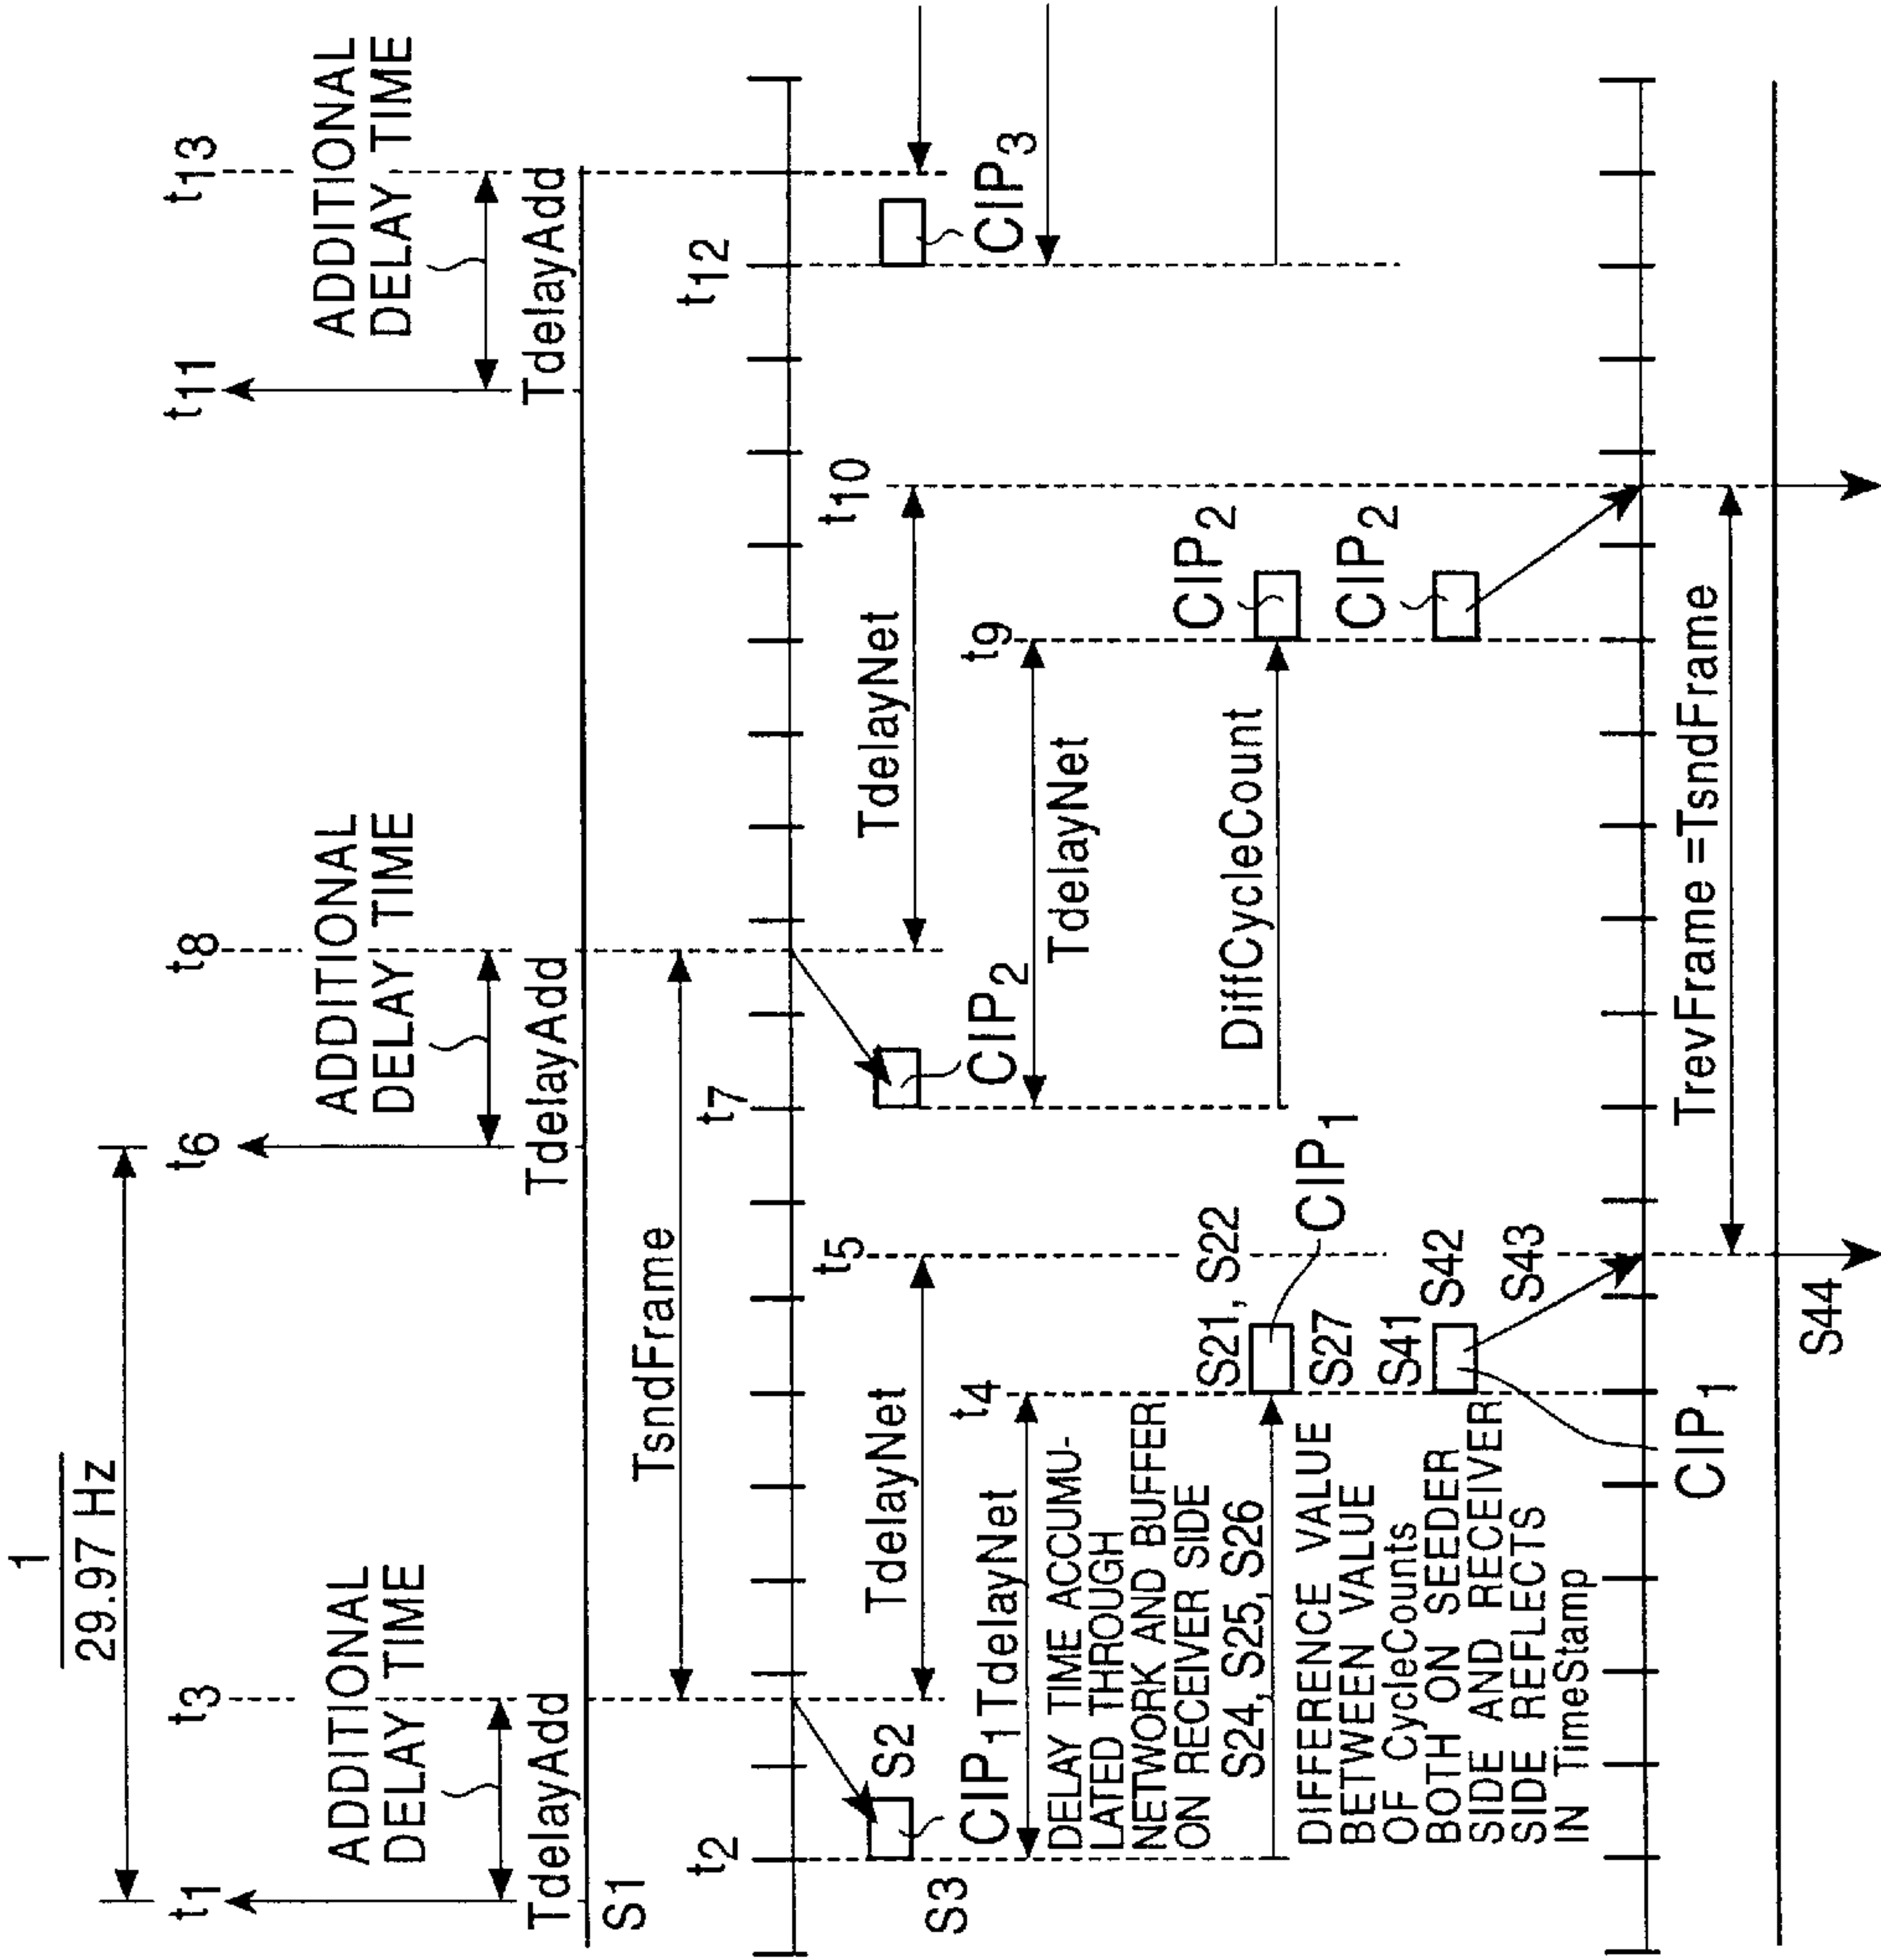 1
29.97 Hz
t1
t3
t6
t8
t11
t13
ADDITIONAL
DELAY TIME
ADDITIONAL
DELAY TIME
ADDITIONAL
DELAY TIME
TdelayAdd
TdelayAdd
TdelayAdd
S1
TsndFrame
t2
t7
t12
t5
t10
S2
TdelayNet
TdelayNet
S3
CIP1
CIP2
CIP3
t4
t9
TdelayNet
TdelayNet
DELAY TIME ACCUMU-
LATED THROUGH
NETWORK AND BUFFER
ON RECEIVER SIDE
S24, S25, S26
S21, S22
DiffCycleCount
CIP2
CIP1
S27
DIFFERENCE VALUE
BETWEEN VALUE
OF CycleCounts
BOTH ON SEEDER
SIDE AND RECEIVER
SIDE REFLECTS
IN TimeStamp
S41
S42
S43
CIP2
CIP1
TrevFrame=TsndFrame
S44